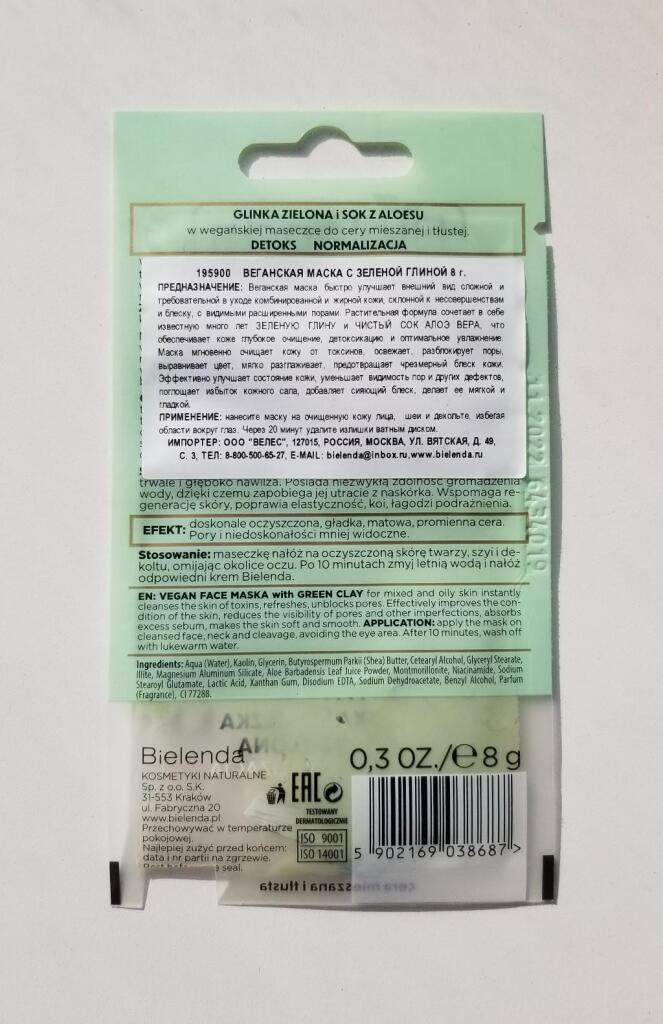 GLINKA ZIELONA i SOK Z ALOESU
w wegańskiej maseczce do cery mieszanej i tłustej.
DETOKS NORMALIZACJA
195900 ВЕГАНСКАЯ МАСКА С ЗЕЛЕНОЙ ГЛИНОЙ 8 г.
ПРЕДНАЗНАЧЕНИЕ: Веганская маска быстро улучшает внешний вид сложной и
требовательной в уходе комбинированной и жирной кожи, склонной к несовершенствам
и блеску, с видимыми расширенными порами. Растительная формула сочетает в себе
известную много лет ЗЕЛЕНУЮ ГЛИНУ и ЧИСТЫЙ СОК АЛОЭ ВЕРА, что
обеспечивает коже глубокое очищение, детоксикацию и оптимальное увлажнение.
Маска мгновенно очищает кожу от токсинов, освежает, разблокирует поры,
выравнивает цвет, мягко разглаживает, предотвращает чрезмерный блеск кожи.
Эффективно улучшает состояние кожи, уменьшает видимость пор и других дефектов,
поглощает избыток кожного сала, добавляет сияющий блеск, делает ее мягкой и
гладкой.
ПРИМЕНЕНИЕ: нанесите маску на очищенную кожу лица, шеи и декольте, избегая
области вокруг глаз. Через 20 минут удалите излишки ватным диском.
ИМПОРТЕР: ООО "ВЕЛЕС", 127015, РОССИЯ, МОСКВА, УЛ. ВЯТСКАЯ, Д. 49,
С. 3, ТЕЛ: 8-800-500-65-27, E-MAIL: bielenda@inbox.ru,www.bielenda.ru
trwale i głęboko nawilża. Posiada niezwykłą zdolność gromadzenia
wody, dzięki czemu zapobiega jej utracie z naskórka. Wspomaga re-
generację skóry, poprawia elastyczność, koi, łagodzi podrażnienia.
EFEKT: doskonale oczyszczona, gładka, matowa, promienna cera.
Pory i niedoskonałości mniej widoczne.
Stosowanie: maseczkę nałóż na oczyszczoną skórę twarzy, szyi i de-
koltu, omijając okolice oczu. Po 10 minutach zmyj letnią wodą i nałóż
odpowiedni krem Bielenda.
EN: VEGAN FACE MASKA with GREEN CLAY for mixed and oily skin instantly
cleanses the skin of toxins, refreshes, unblocks pores. Effectively improves the con-
dition of the skin, reduces the visibility of pores and other imperfections, absorbs
excess sebum, makes the skin soft and smooth. APPLICATION: apply the mask on
cleansed face, neck and cleavage, avoiding the eye area. After 10 minutes, wash off
with lukewarm water.
Ingredients: Aqua (Water), Kaolin, Glycerin, Butyrospermum Parkii (Shea) Butter, Cetearyl Alcohol, Glyceryl Stearate,
Illite, Magnesium Aluminum Silicate, Aloe Barbadensis Leaf Juice Powder, Montmorillonite, Niacinamide, Sodium
Stearoyl Glutamate, Lactic Acid, Xanthan Gum, Disodium EDTA, Sodium Dehydroacetate, Benzyl Alcohol, Parfum
(Fragrance), CI 77288.
Bielenda
KOSMETYKI NATURALNE
Sp. z o.o. S.K.
31-553 Kraków
ul. Fabryczna 20
www.bielenda.pl
Przechowywać w temperaturze
pokojowej.
Najlepiej zużyć przed końcem:
data i nr partii na zgrzewie.
0,3 OZ./℮ 8 g
EAC
TESTOWANY
DERMATOLOGICZNIE
ISO 9001
ISO 14001
5 902169 038687 >
cera mieszana i tłusta